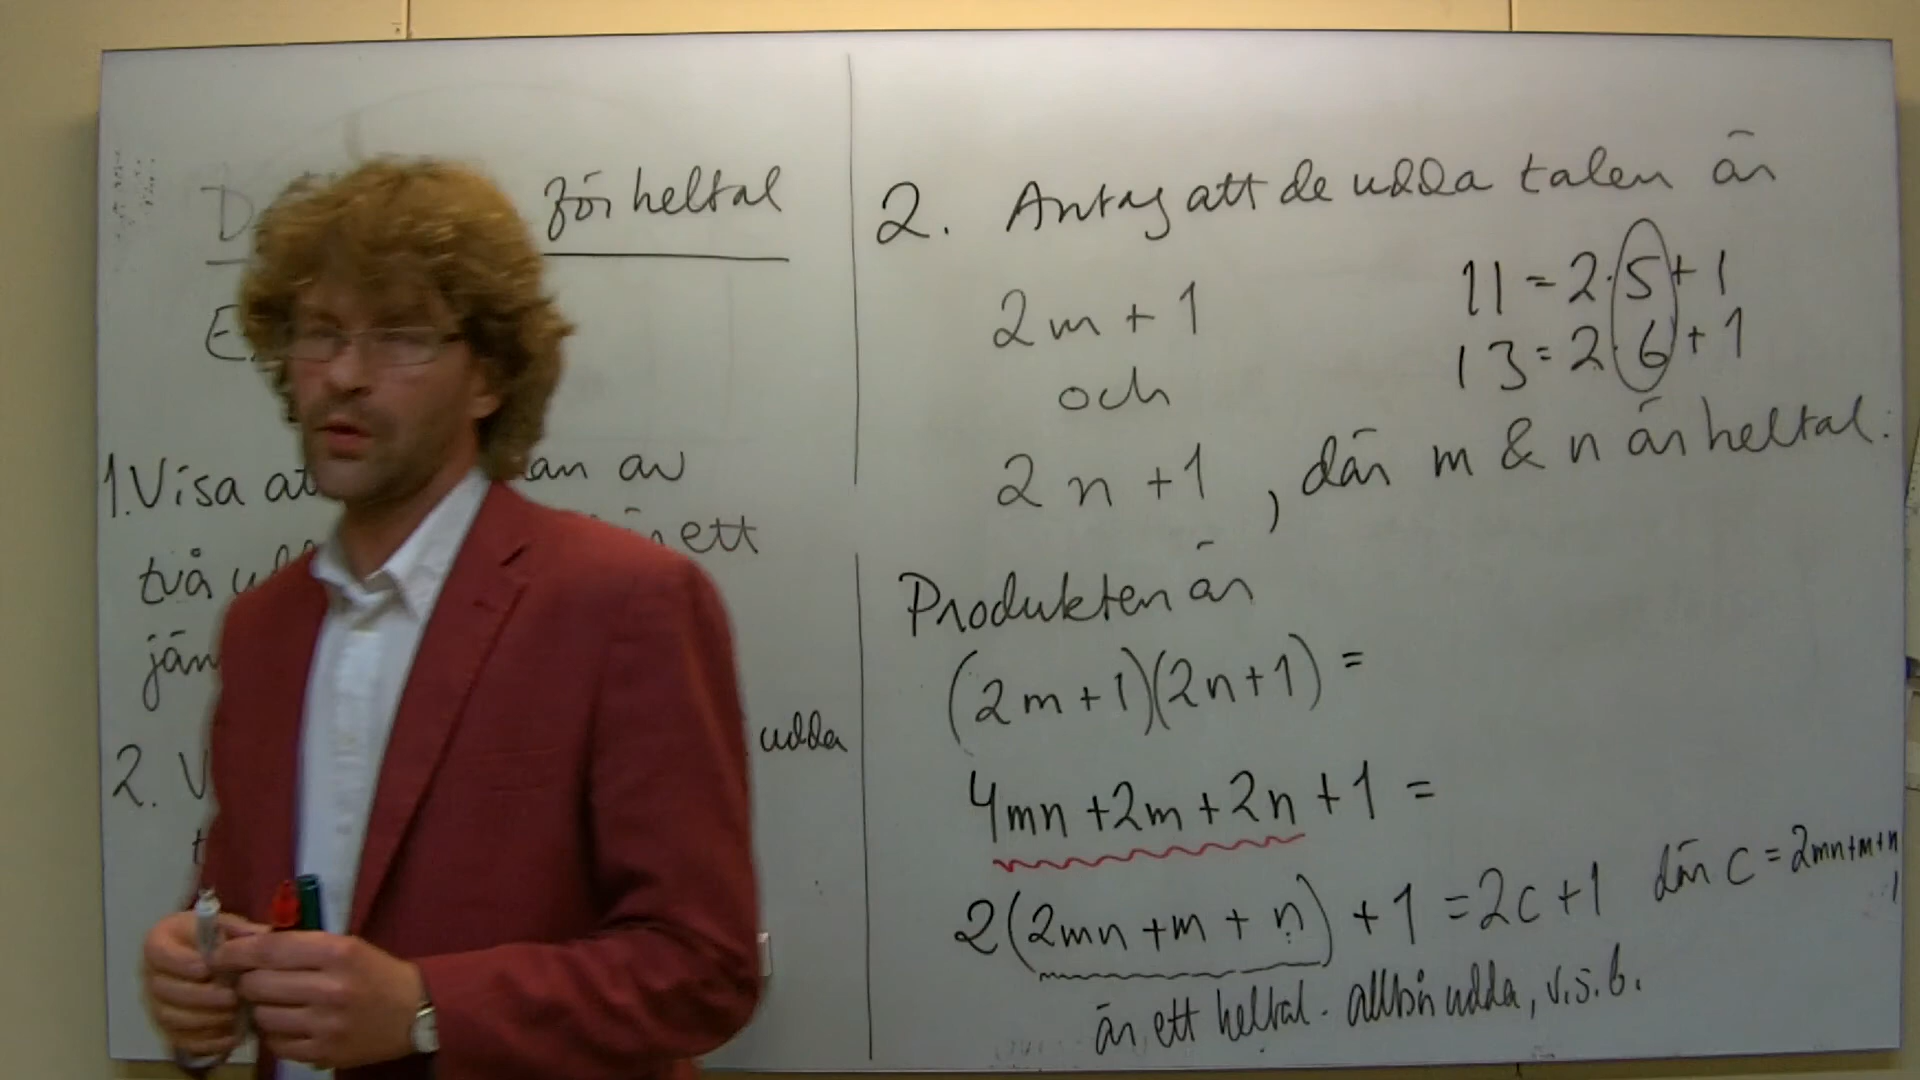 för heltal
1. Visa att an av
två ett
jäm
2. V udda
2. Antag att de udda talen är
2m + 1
och
2n + 1, där m & n är heltal.
11 = 2·5 + 1
13 = 2·6 + 1
Produkten är
(2m + 1)(2n + 1) =
4mn + 2m + 2n + 1 =
2(2mn + m + n) + 1 = 2c + 1 där c = 2mn+m+n,
är ett heltal. alltså udda, v.s.b.